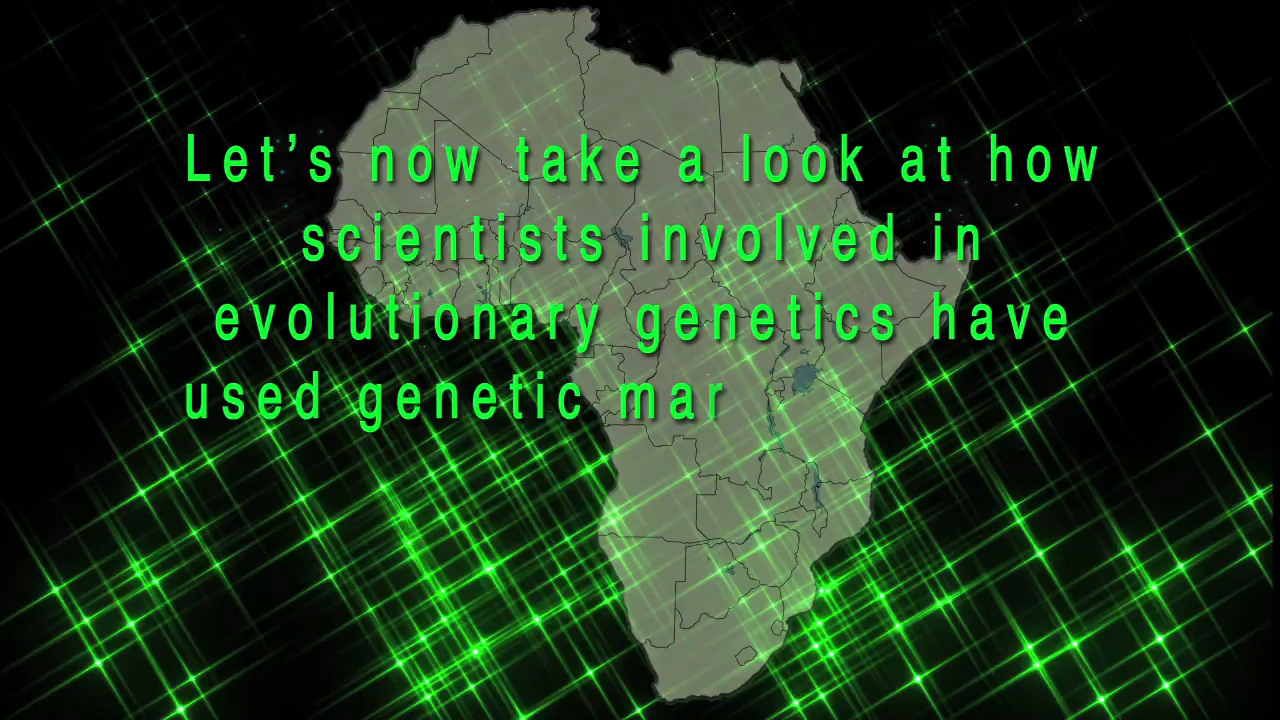 Let’s now take a look at how
scientists involved in
evolutionary genetics have
used genetic mar